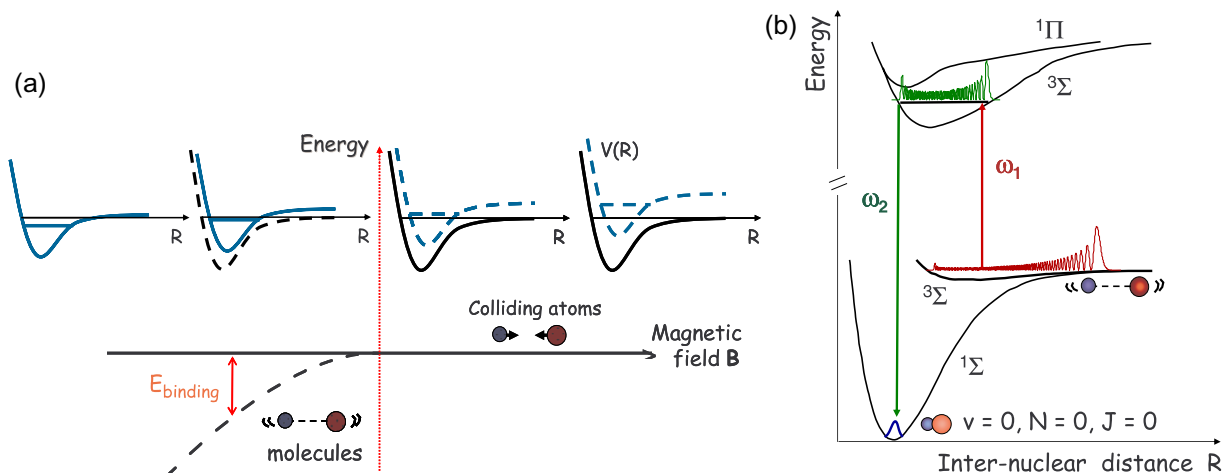 (a)
Energy
V(R)
R
R
R
R
Colliding atoms
Magnetic
field B
E_binding
molecules
(b)
Energy
¹Π
³Σ
ω₁
ω₂
³Σ
¹Σ
v = 0, N = 0, J = 0
Inter-nuclear distance R